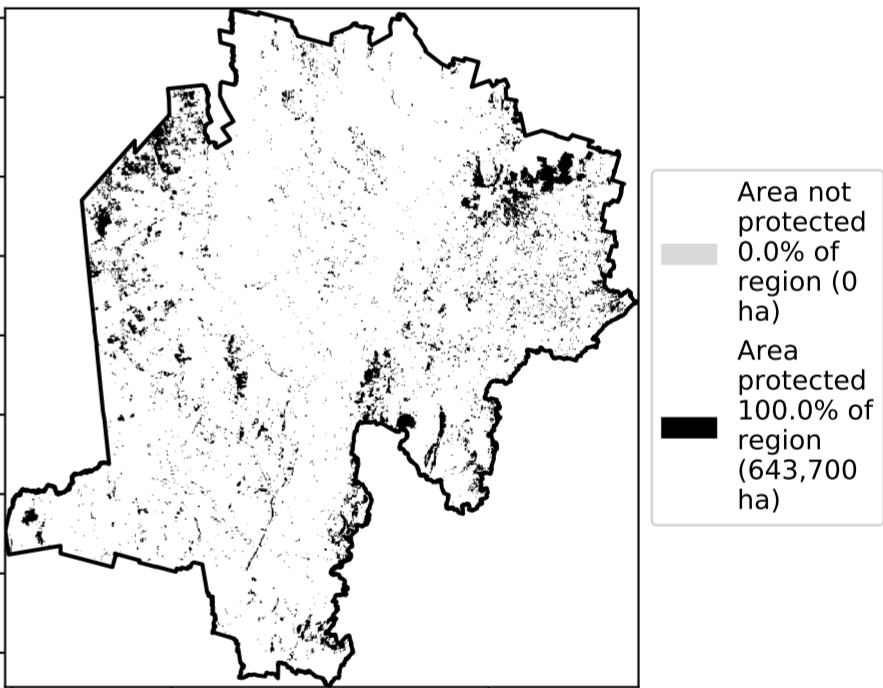 Area not
protected
0.0% of
region (0
ha)
Area
protected
100.0% of
region
(643,700
ha)